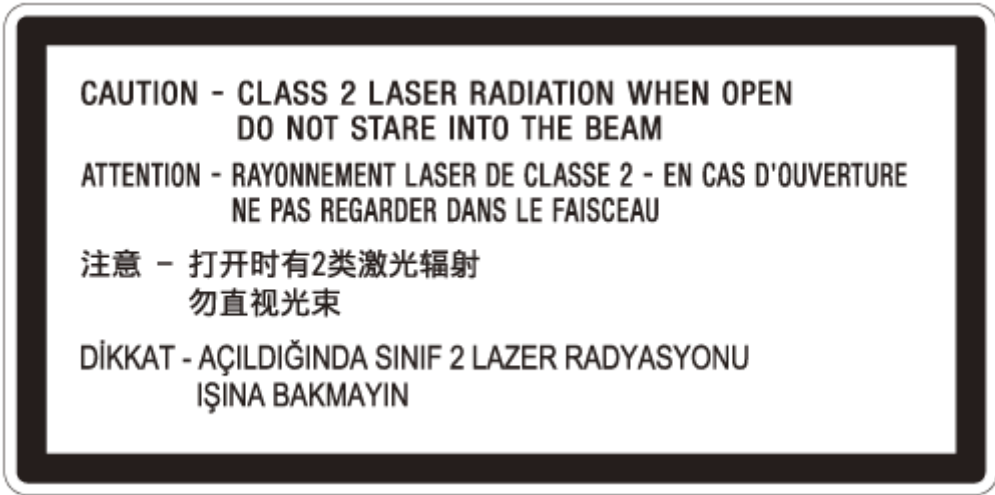 CAUTION - CLASS 2 LASER RADIATION WHEN OPEN
DO NOT STARE INTO THE BEAM
ATTENTION - RAYONNEMENT LASER DE CLASSE 2 - EN CAS D'OUVERTURE
NE PAS REGARDER DANS LE FAISCEAU
注意 - 打开时有2类激光辐射
勿直视光束
DİKKAT - AÇILDIĞINDA SINIF 2 LAZER RADYASYONU
IŞINA BAKMAYIN